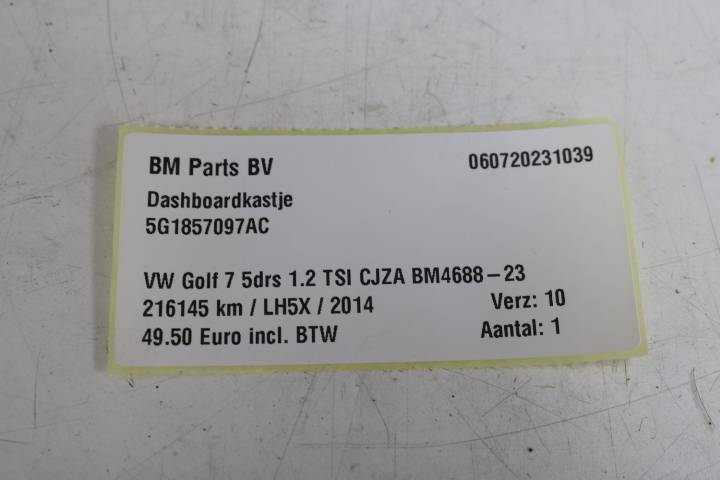 BM Parts BV 060720231039
Dashboardkastje
5G1857097AC
VW Golf 7 5drs 1.2 TSI CJZA BM4688-23
216145 km / LH5X / 2014 Verz: 10
49.50 Euro incl. BTW Aantal: 1